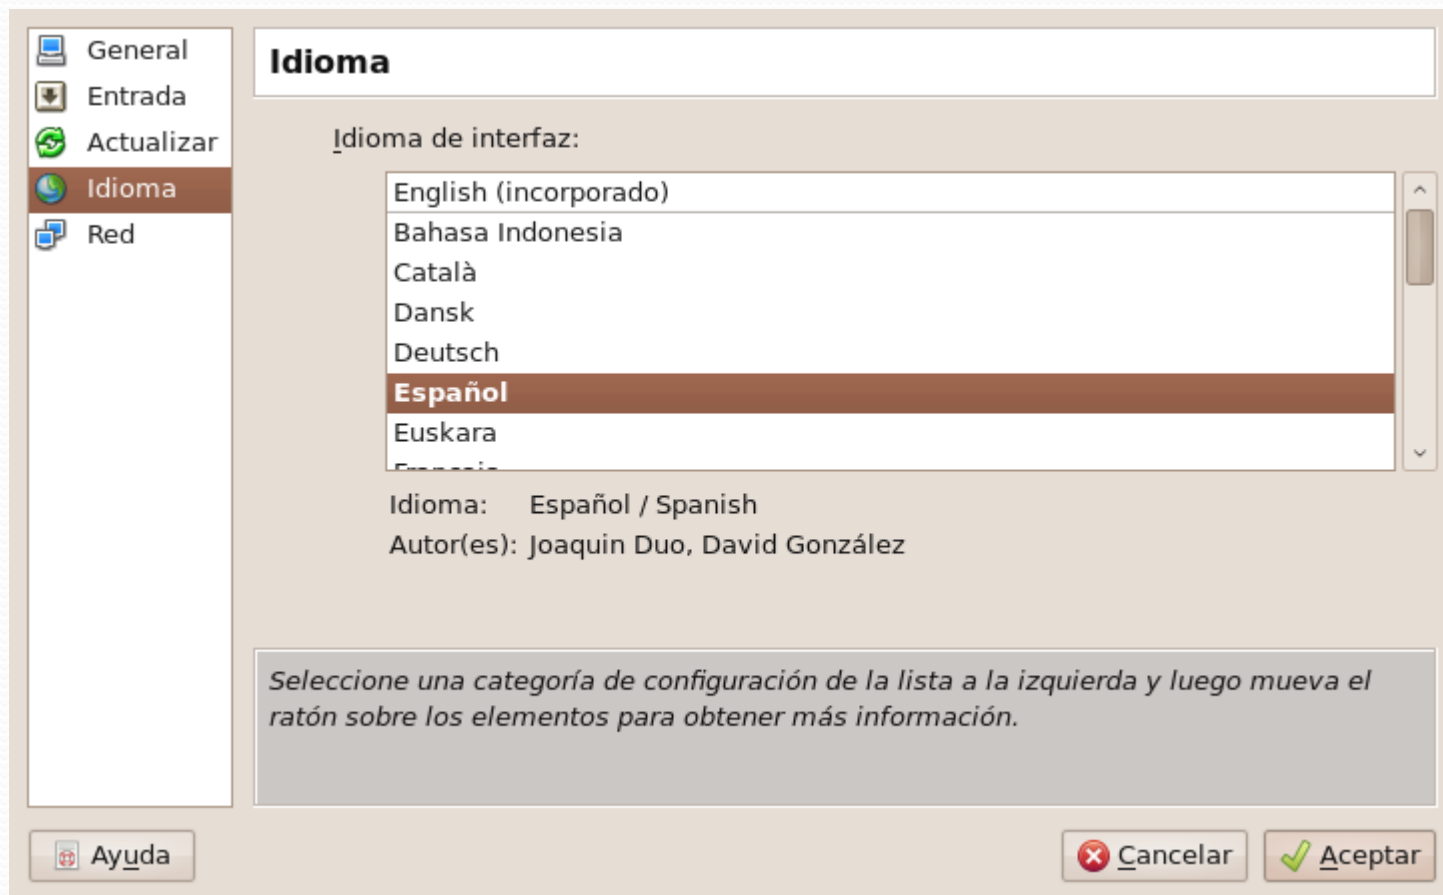 General
Entrada
Actualizar
Idioma
Red
Idioma
Idioma de interfaz:
English (incorporado)
Bahasa Indonesia
Català
Dansk
Deutsch
Español
Euskara
Idioma: Español / Spanish
Autor(es): Joaquin Duo, David González
Seleccione una categoría de configuración de la lista a la izquierda y luego mueva el
ratón sobre los elementos para obtener más información.
Ayuda
Cancelar
Aceptar